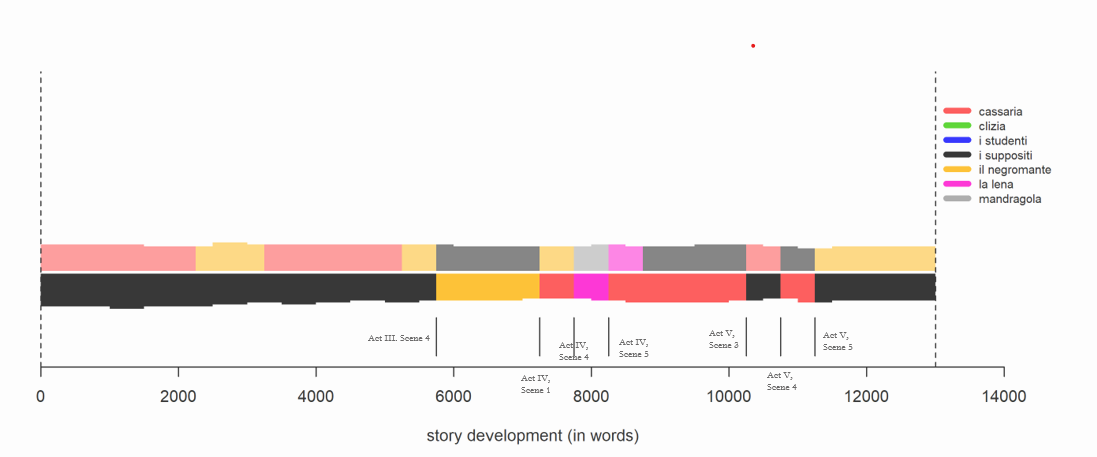 cassaria
clizia
i studenti
i suppositi
il negromante
la lena
mandragola
Act III. Scene 4
Act IV,
Scene 1
Act IV,
Scene 4
Act IV,
Scene 5
Act V,
Scene 3
Act V,
Scene 4
Act V,
Scene 5
0 2000 4000 6000 8000 10000 12000 14000
story development (in words)